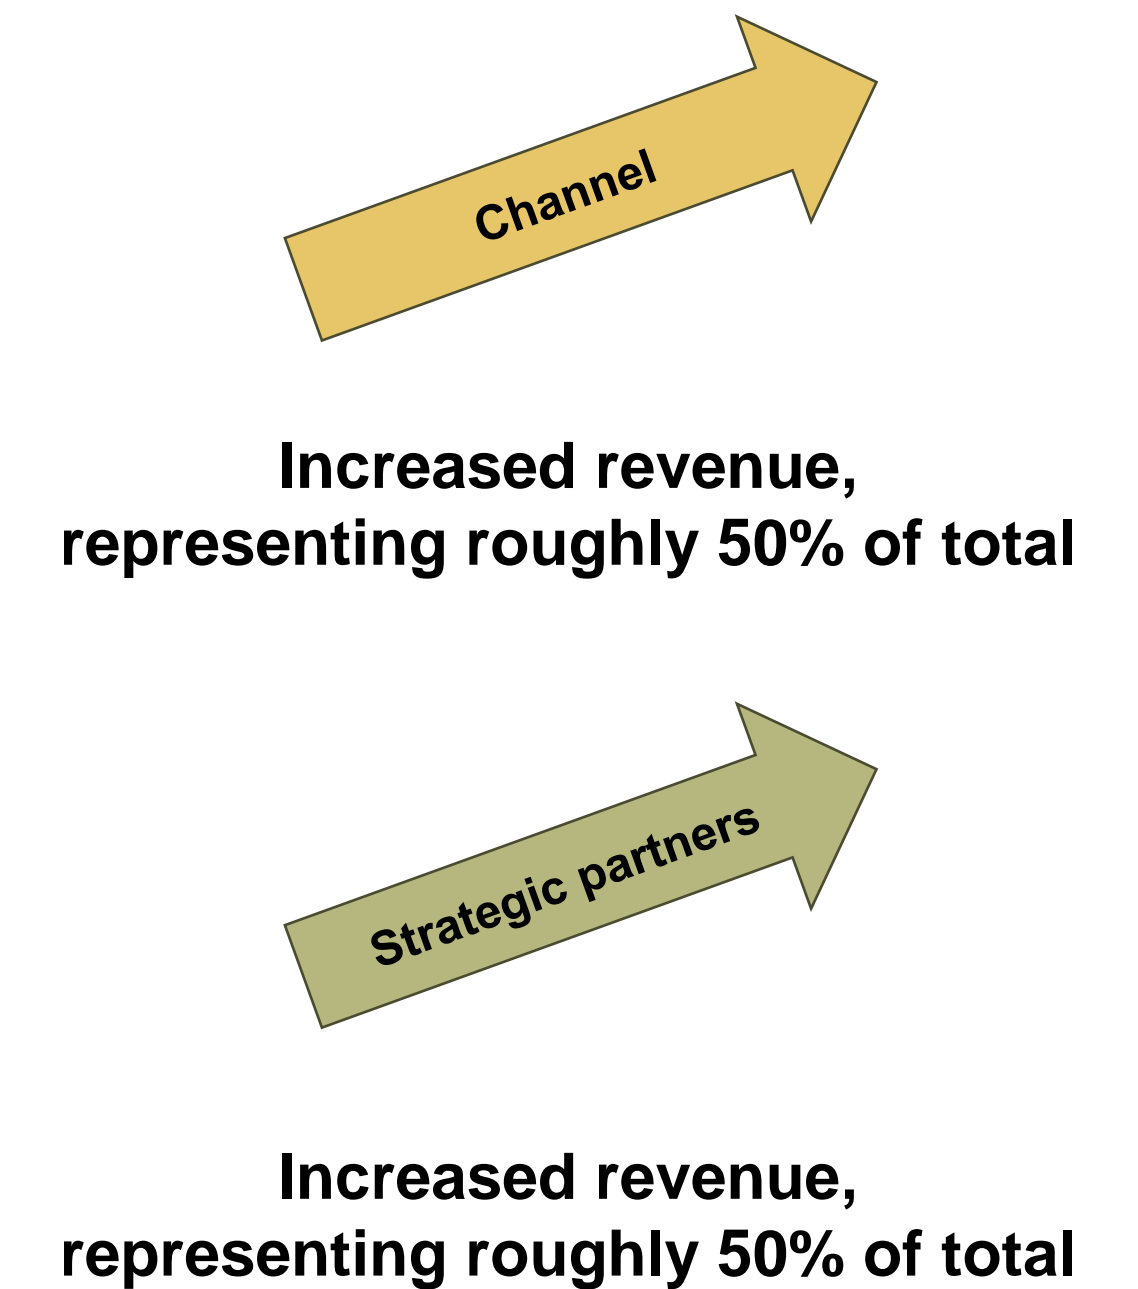 Channel
Increased revenue,
representing roughly 50% of total
Strategic partners
Increased revenue,
representing roughly 50% of total